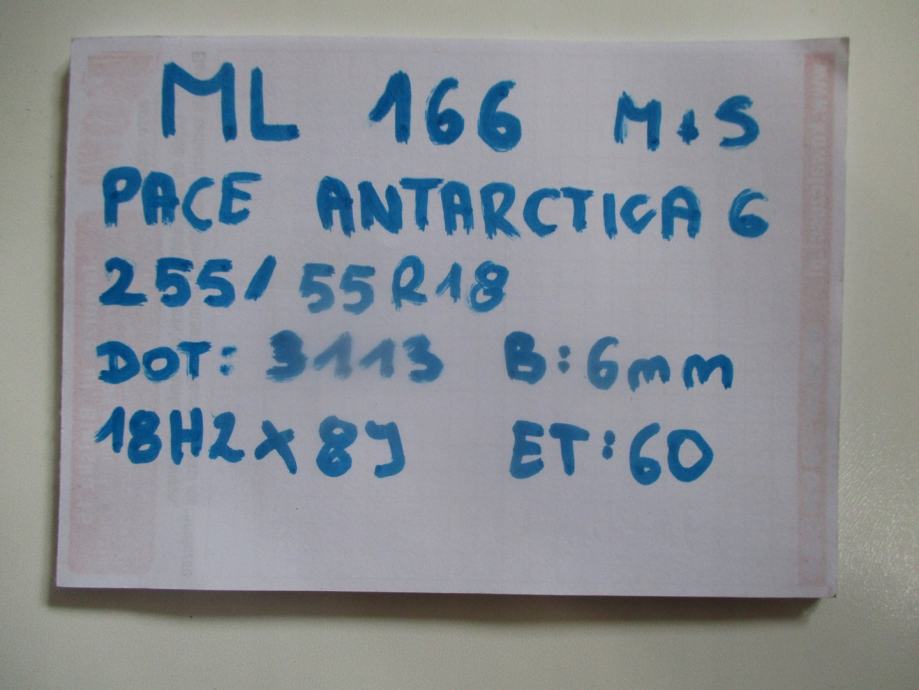 ML 166 M+S
PACE ANTARCTICA 6
255/55R18
DOT: 3113 B:6mm
18H2x8J ET:60